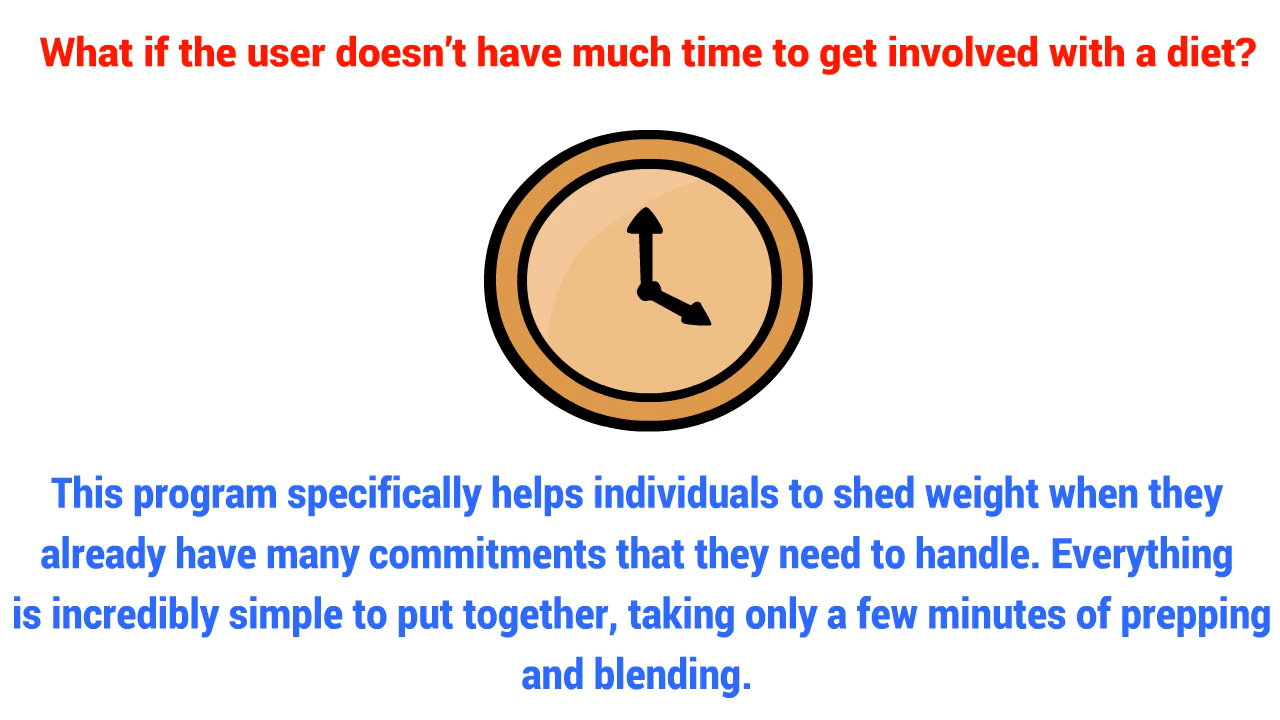 What if the user doesn’t have much time to get involved with a diet?
This program specifically helps individuals to shed weight when they
already have many commitments that they need to handle. Everything
is incredibly simple to put together, taking only a few minutes of prepping
and blending.